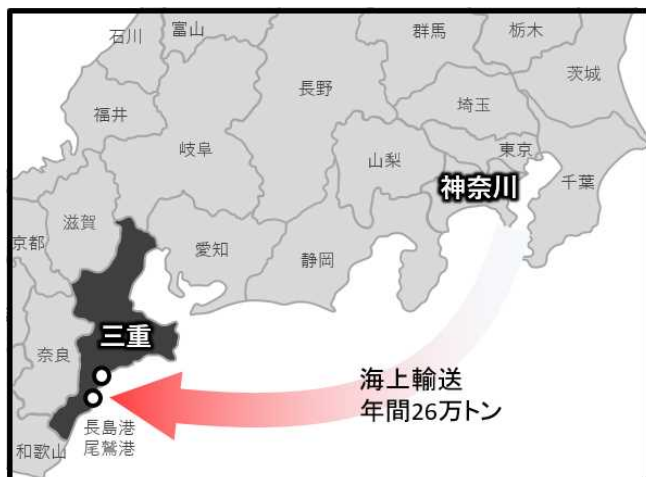 石川
富山
群馬
栃木
茨城
福井
長野
埼玉
岐阜
山梨
東京
神奈川
千葉
滋賀
京都
愛知
静岡
三重
奈良
海上輸送
年間26万トン
長島港
尾鷲港
和歌山